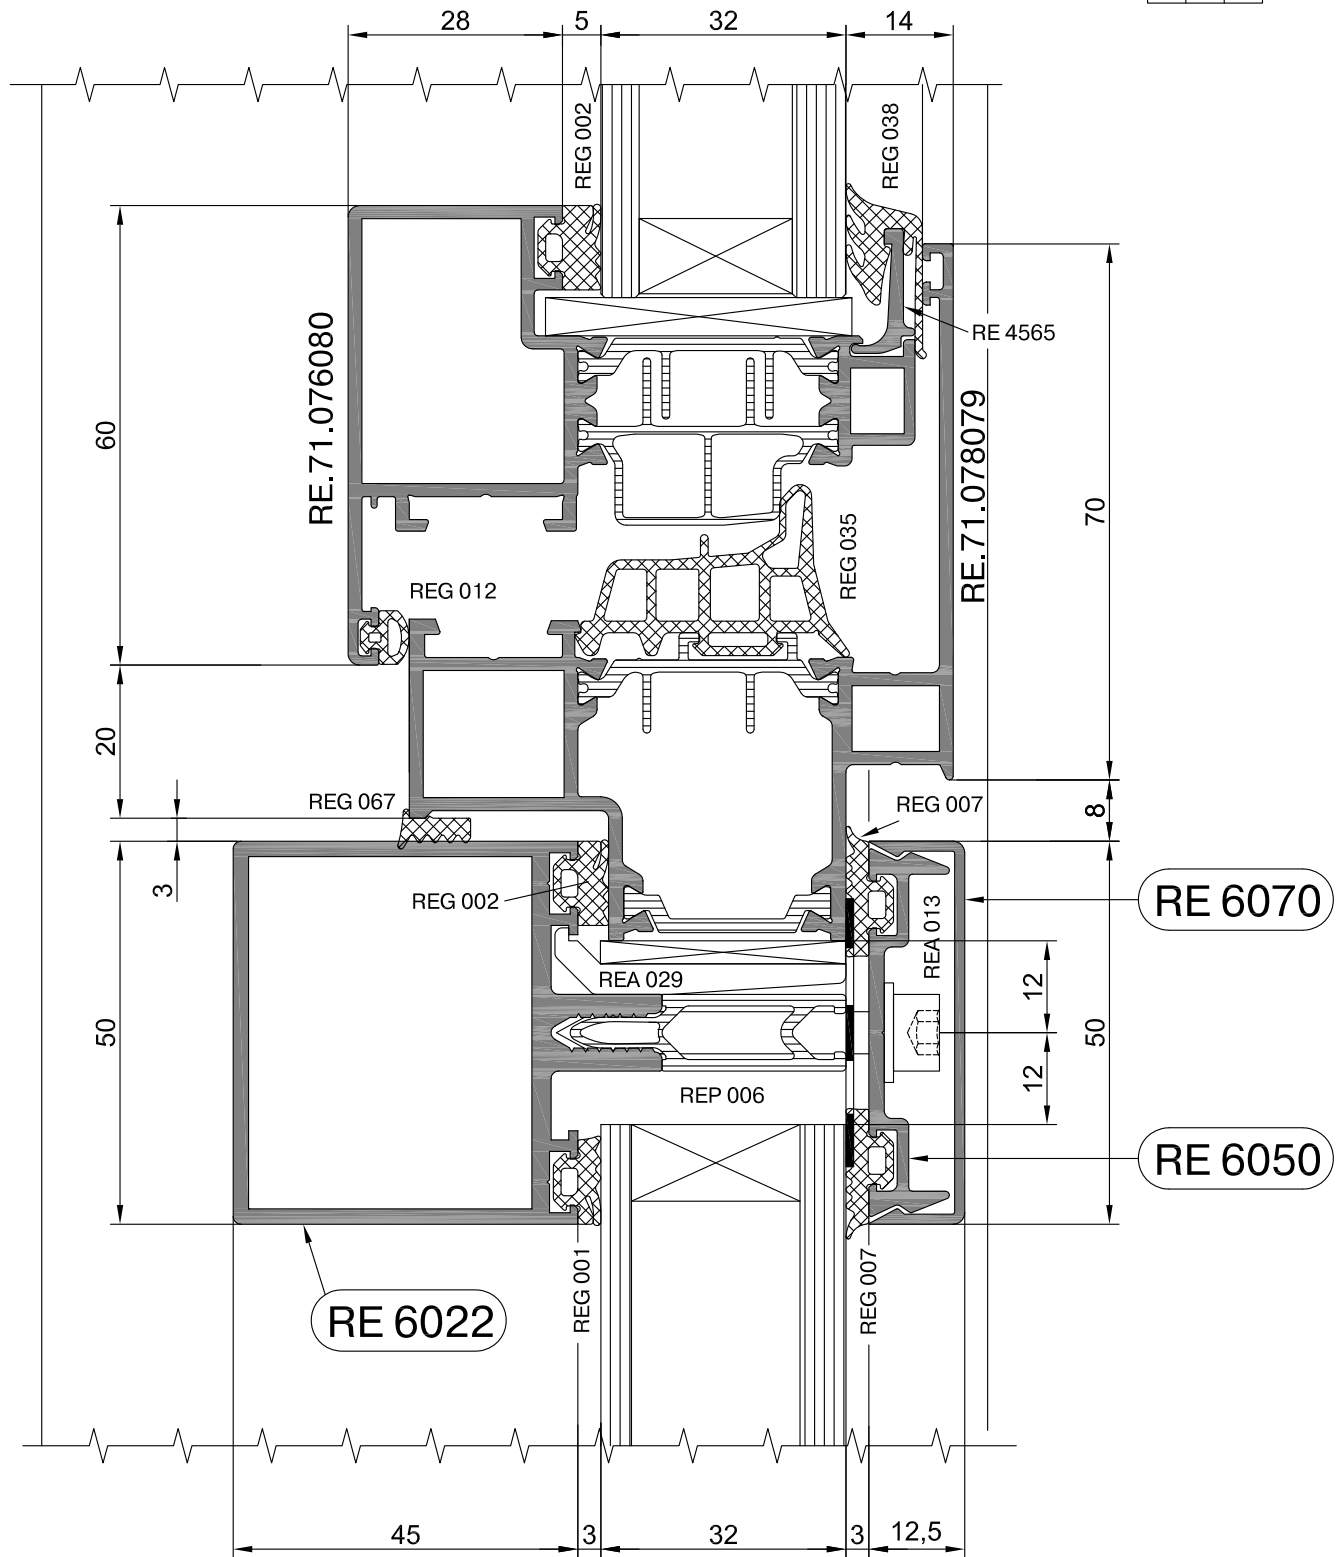 28
5
32
14
REG 002
REG 038
RE 4565
RE.71.076080
60
RE.71.078079
70
REG 035
REG 012
20
REG 067
REG 007
8
3
REG 002
RE 6070
REA 013
REA 029
12
50
50
12
REP 006
RE 6050
REG 001
REG 007
RE 6022
45
3
32
3
12,5